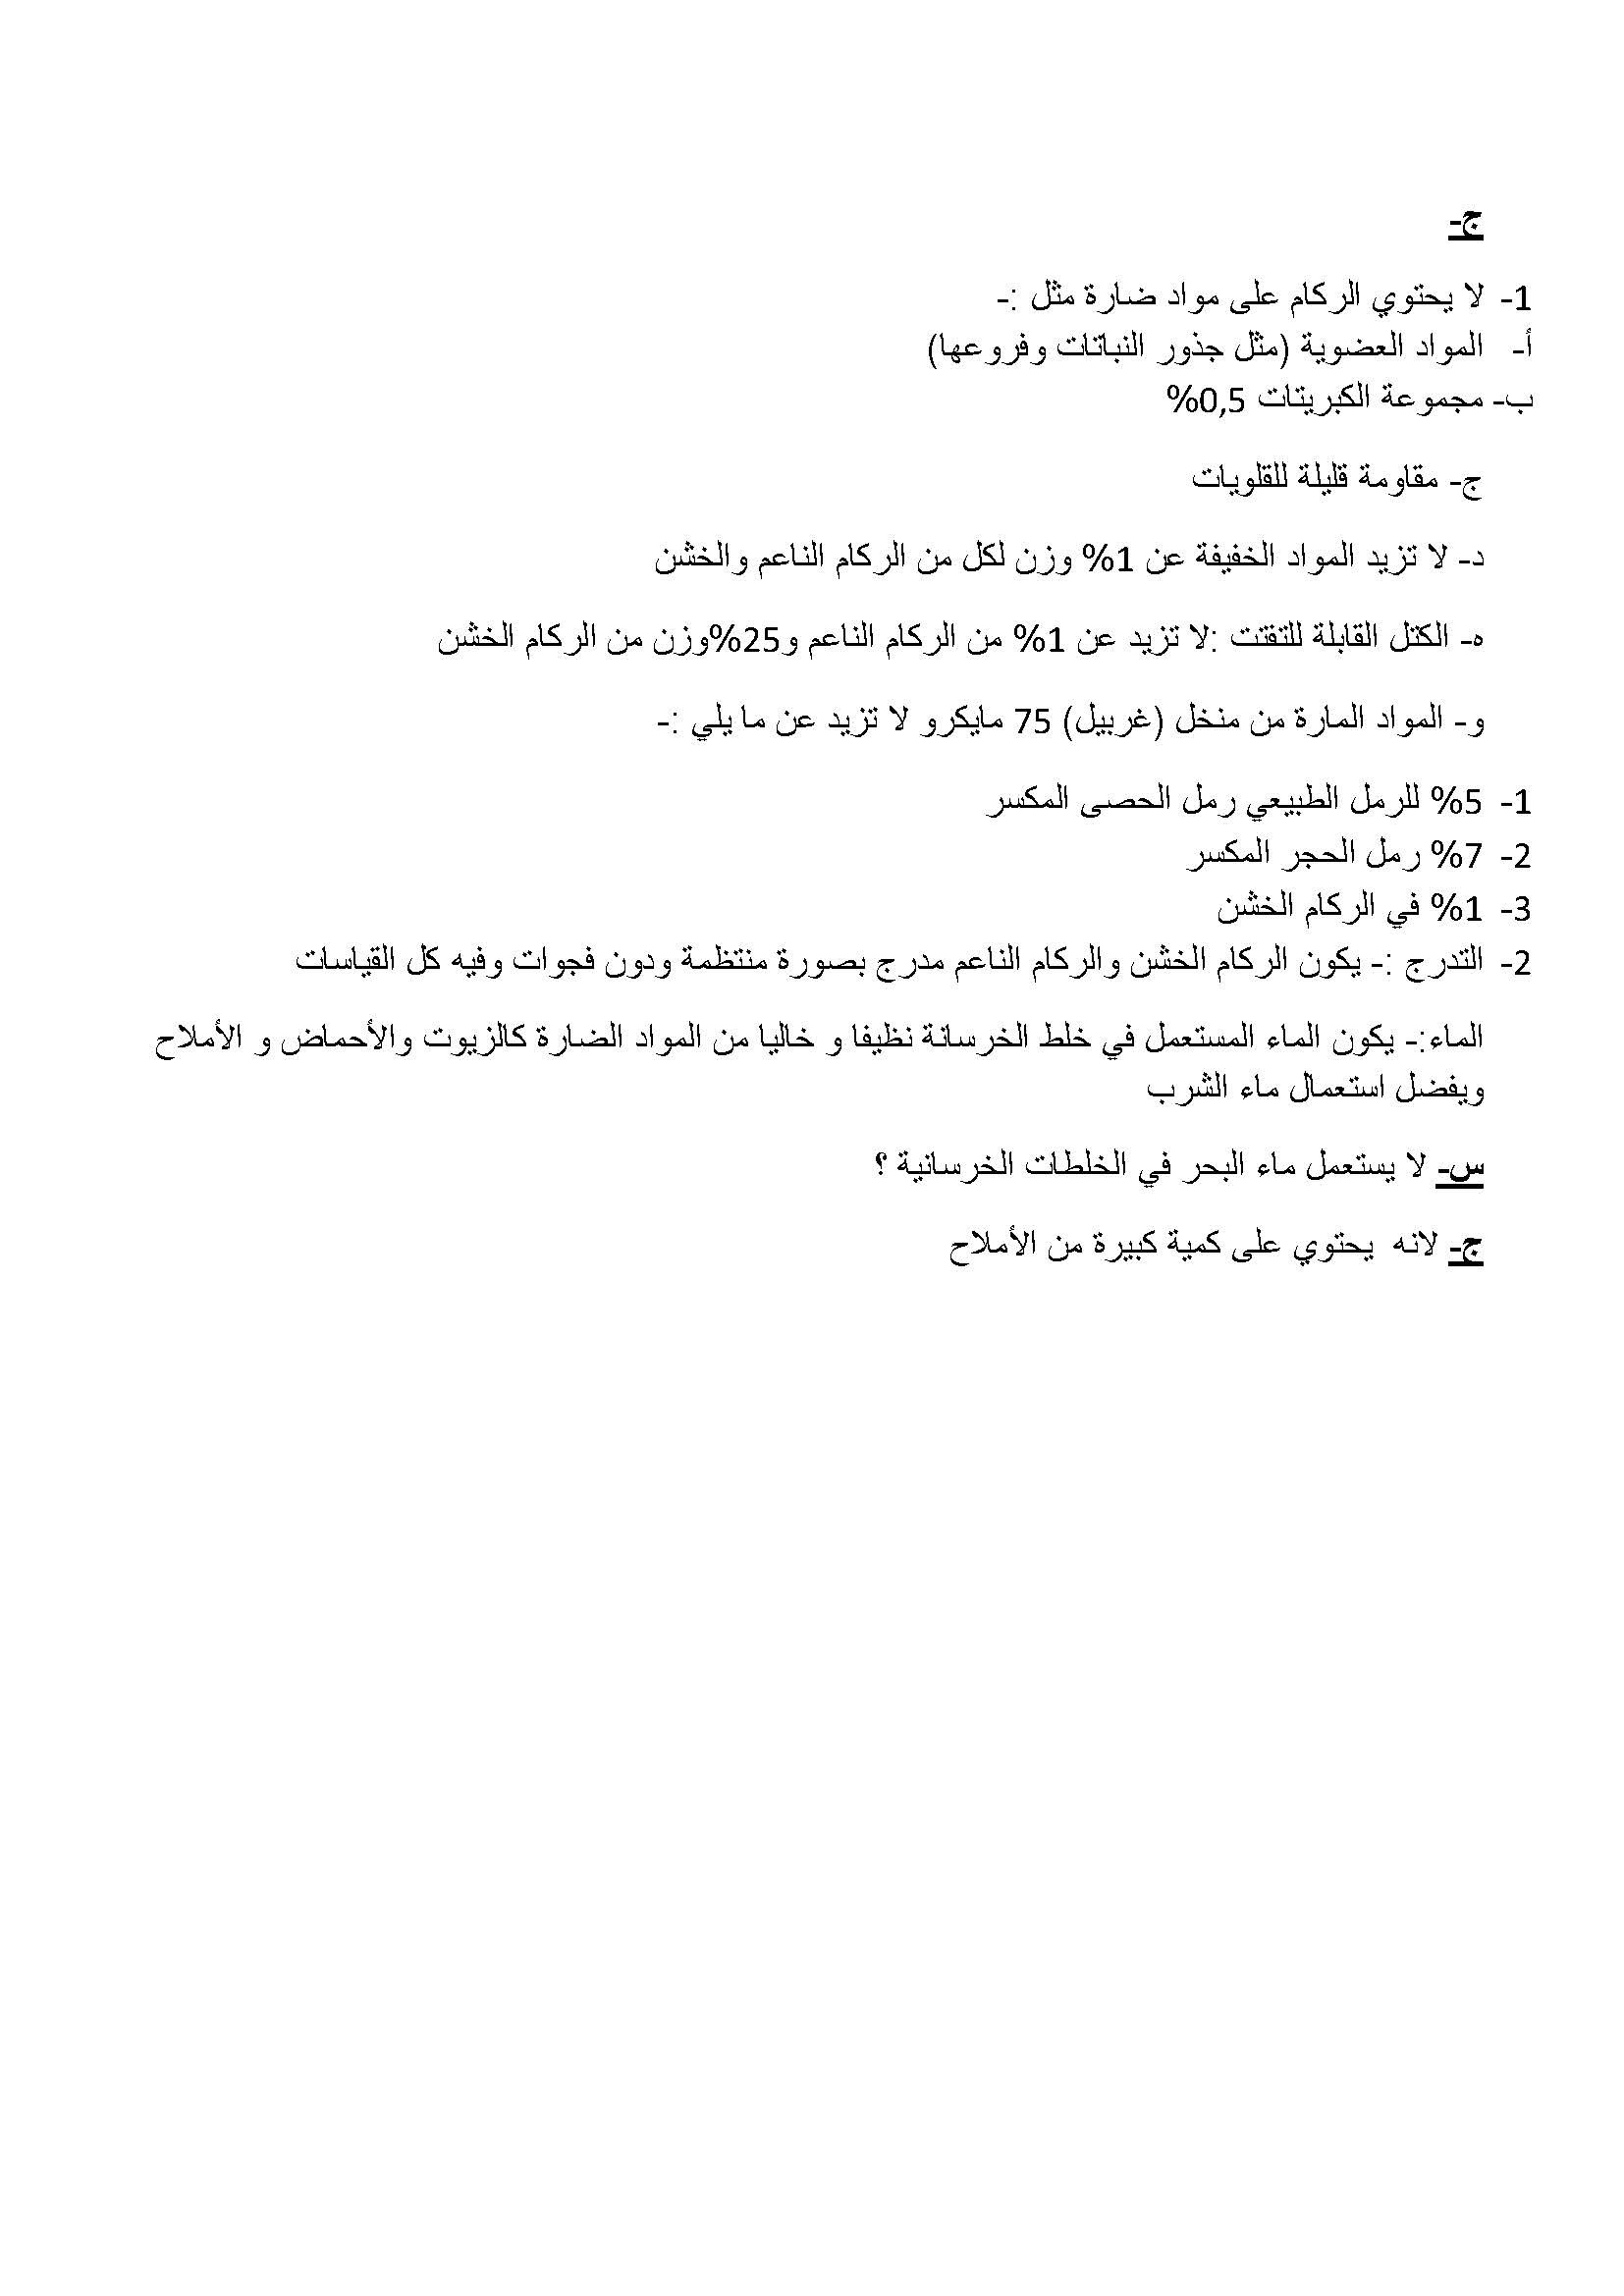 ج-
1- لا يحتوي الركام على مواد ضارة مثل :-
أ- المواد العضوية (مثل جذور النباتات وفروعها)
ب- مجموعة الكبريتات 0,5%
ج- مقاومة قليلة للقلويات
د- لا تزيد المواد الخفيفة عن 1% وزن لكل من الركام الناعم والخشن
ه- الكتل القابلة للتفتت :لا تزيد عن 1% من الركام الناعم و25%وزن من الركام الخشن
و- المواد المارة من منخل (غربيل) 75 مايكرو لا تزيد عن ما يلي :-
1- 5% للرمل الطبيعي رمل الحصى المكسر
2- 7% رمل الحجر المكسر
3- 1% في الركام الخشن
2- التدرج :- يكون الركام الخشن والركام الناعم مدرج بصورة منتظمة ودون فجوات وفيه كل القياسات
الماء:- يكون الماء المستعمل في خلط الخرسانة نظيفا و خاليا من المواد الضارة كالزيوت والأحماض و الأملاح
ويفضل استعمال ماء الشرب
س- لا يستعمل ماء البحر في الخلطات الخرسانية ؟
ج- لانه يحتوي على كمية كبيرة من الأملاح